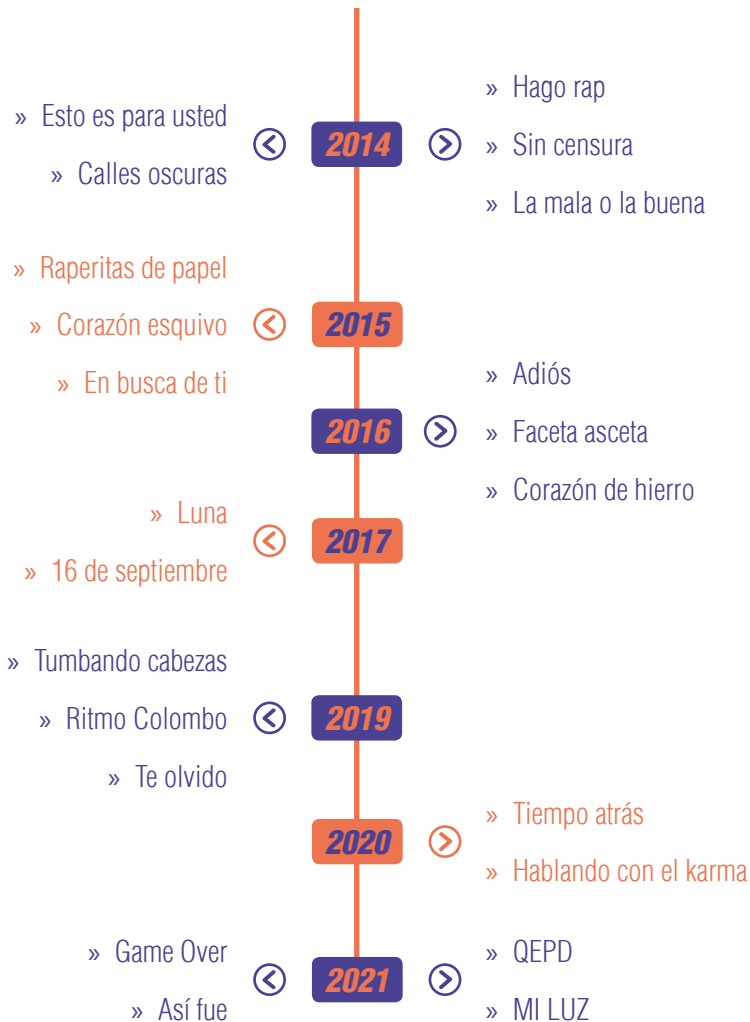 » Esto es para usted
» Calles oscuras
2014
» Hago rap
» Sin censura
» La mala o la buena
» Raperitas de papel
» Corazón esquivo
» En busca de ti
2015
2016
» Adiós
» Faceta asceta
» Corazón de hierro
» Luna
» 16 de septiembre
2017
» Tumbando cabezas
» Ritmo Colombo
» Te olvido
2019
2020
» Tiempo atrás
» Hablando con el karma
» Game Over
» Así fue
2021
» QEPD
» MI LUZ